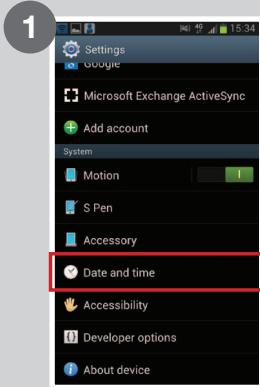 1
4G 15:34
Settings
Google
Microsoft Exchange ActiveSync
Add account
System
Motion
S Pen
Accessory
Date and time
Accessibility
Developer options
About device